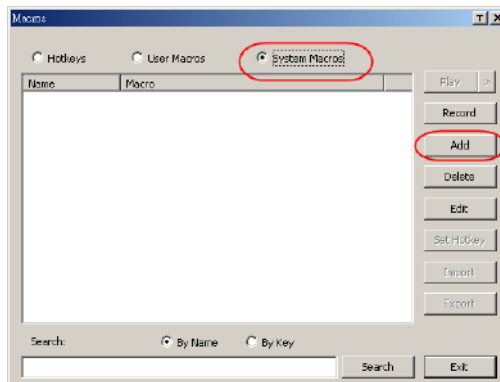 Macros
Hotkeys User Macros System Macros
Name Macro
Play >
Record
Add
Delete
Edit
Set Hotkey
Import
Export
Search: By Name By Key
Search Exit